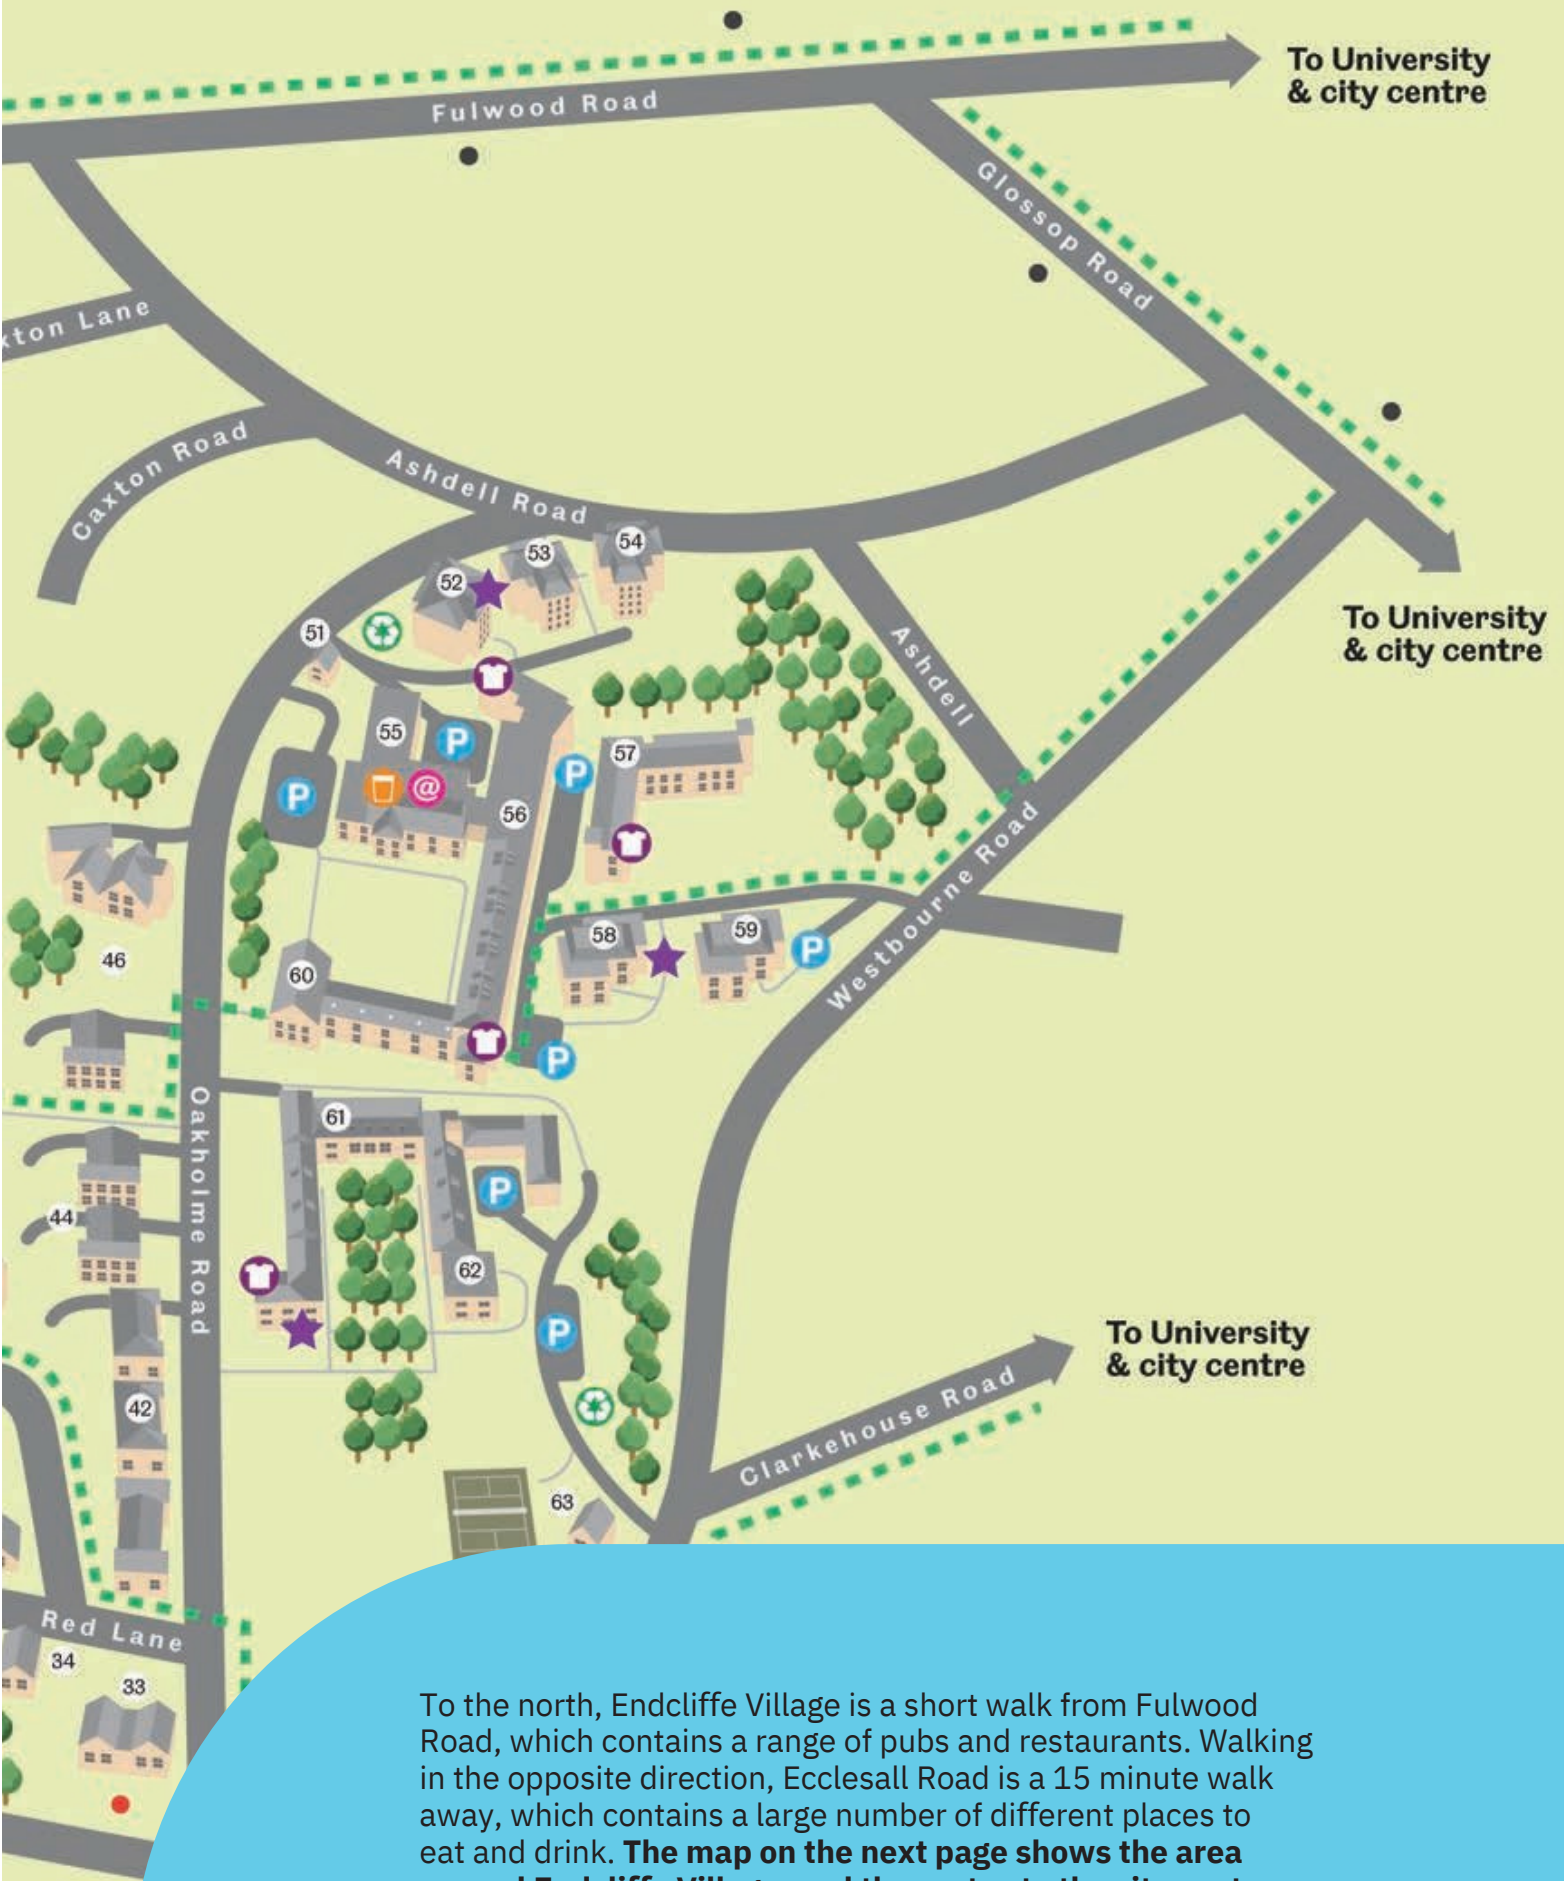 To University
& city centre
Fulwood Road
Glossop Road
xton Lane
Caxton Road
Ashdell Road
54
53
52
51
To University
& city centre
Ashdell
55
P
57
P
P
@
56
Westbourne Road
58
59
P
46
60
P
Oakholme Road
61
P
44
62
P
To University
& city centre
Clarkehouse Road
42
63
Red Lane
34
33
To the north, Endcliffe Village is a short walk from Fulwood
Road, which contains a range of pubs and restaurants. Walking
in the opposite direction, Ecclesall Road is a 15 minute walk
away, which contains a large number of different places to
eat and drink. The map on the next page shows the area